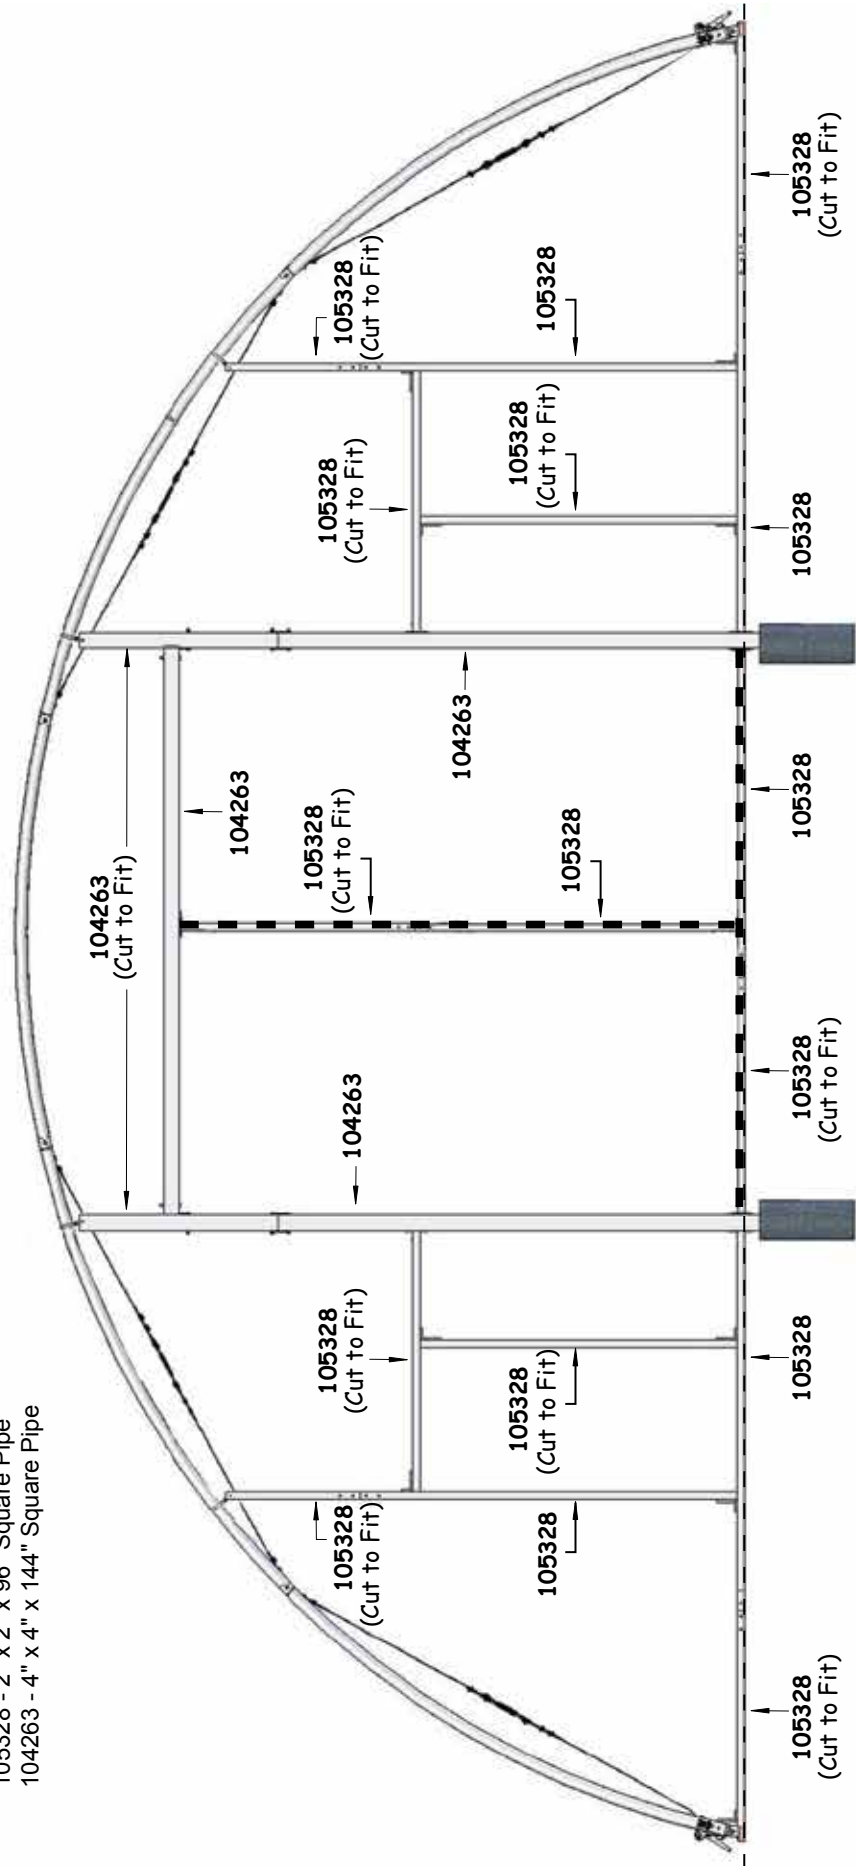 105328 - 2" x 2" x 96" Square Pipe
104263 - 4" x 4" x 144" Square Pipe
104263
(Cut to Fit)
104263
105328
(Cut to Fit)
105328
(Cut to Fit)
104263
105328
(Cut to Fit)
105328
(Cut to Fit)
105328
(Cut to Fit)
104263
105328
105328
(Cut to Fit)
105328
105328
(Cut to Fit)
105328
105328
(Cut to Fit)
105328
105328
(Cut to Fit)
105328
105328
105328
(Cut to Fit)